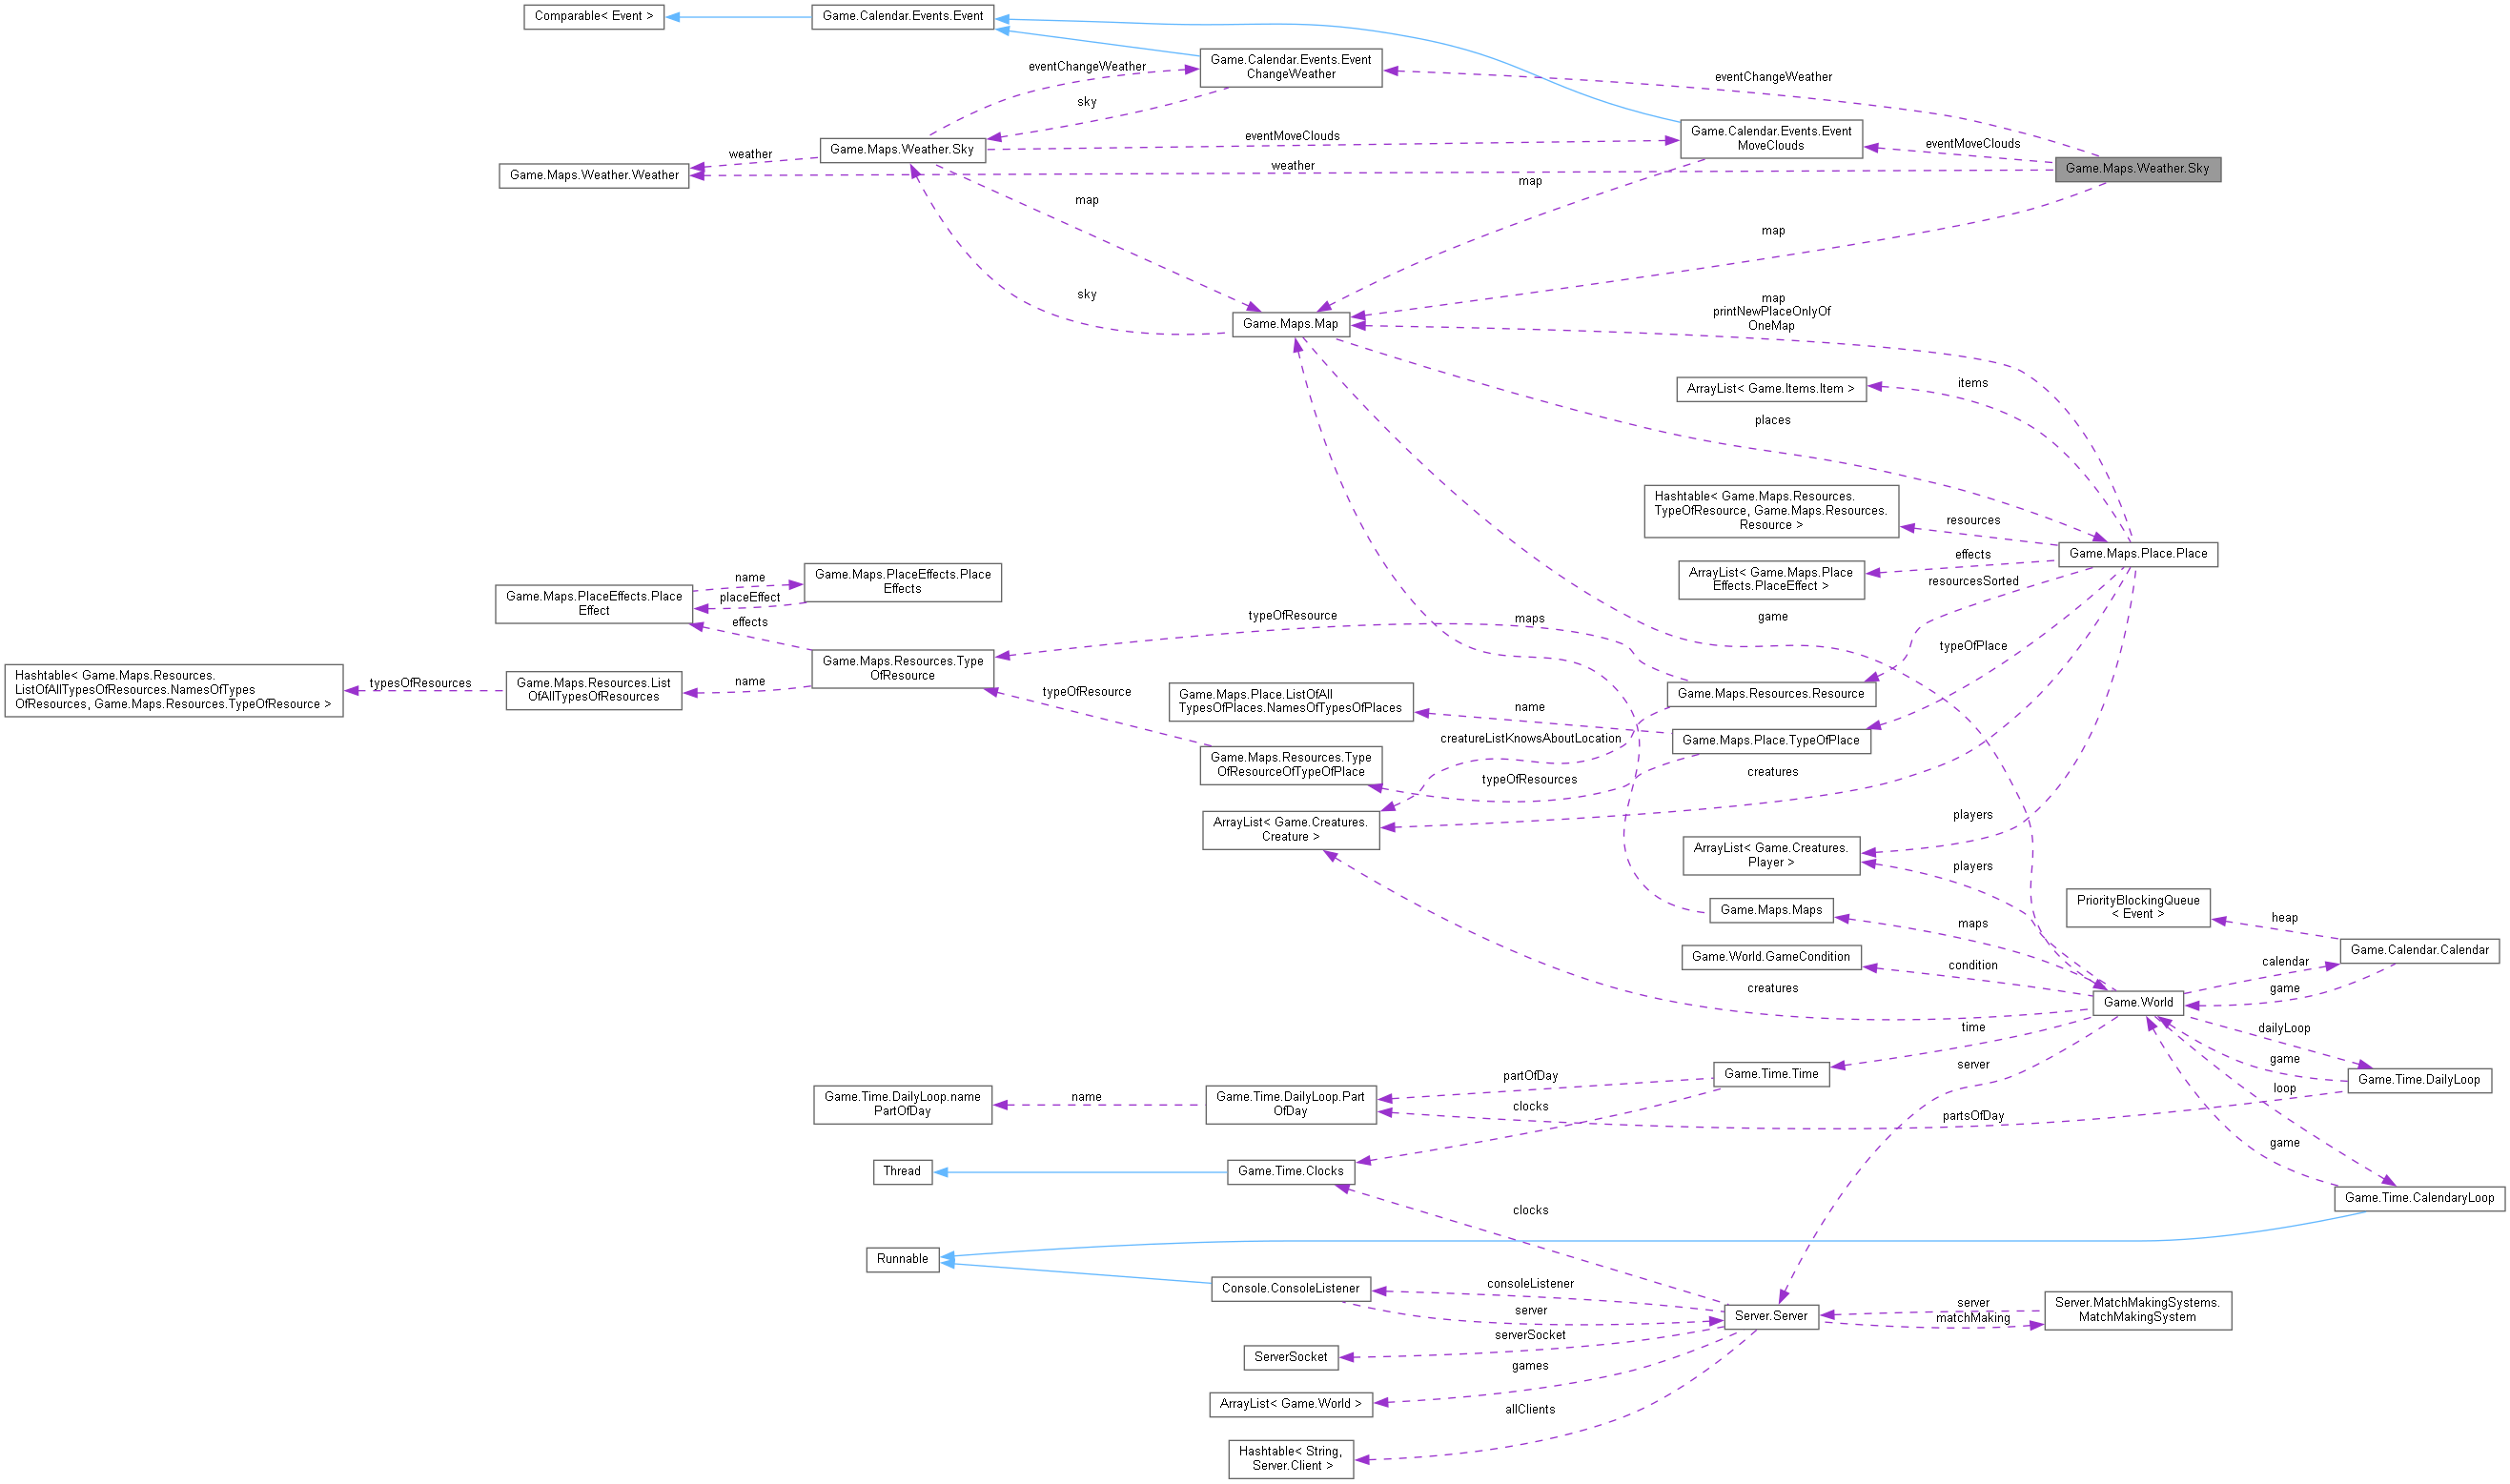 Comparable< Event >
Game.Calendar.Events.Event
eventChangeWeather
Game.Calendar.Events.Event
ChangeWeather
eventChangeWeather
sky
Game.Maps.Weather.Sky
eventMoveClouds
Game.Calendar.Events.Event
MoveClouds
eventMoveClouds
Game.Maps.Weather.Sky
weather
Game.Maps.Weather.Weather
weather
map
map
map
sky
Game.Maps.Map
map
printNewPlaceOnlyOf
OneMap
ArrayList< Game.Items.Item >
items
places
Hashtable< Game.Maps.Resources.
TypeOfResource, Game.Maps.Resources.
Resource >
resources
Game.Maps.Place.Place
effects
ArrayList< Game.Maps.Place
Effects.PlaceEffect >
resourcesSorted
name
Game.Maps.PlaceEffects.Place
Effects
Game.Maps.PlaceEffects.Place
Effect
placeEffect
effects
typeOfResource
maps
game
typeOfPlace
Game.Maps.Resources.Type
OfResource
Hashtable< Game.Maps.Resources.
ListOfAllTypesOfResources.NamesOfTypes
OfResources, Game.Maps.Resources.TypeOfResource >
typesOfResources
Game.Maps.Resources.List
OfAllTypesOfResources
name
typeOfResource
Game.Maps.Place.ListOfAll
TypesOfPlaces.NamesOfTypesOfPlaces
name
Game.Maps.Resources.Resource
creatureListKnowsAboutLocation
Game.Maps.Place.TypeOfPlace
Game.Maps.Resources.Type
OfResourceOfTypeOfPlace
typeOfResources
creatures
ArrayList< Game.Creatures.
Creature >
players
ArrayList< Game.Creatures.
Player >
players
Game.Maps.Maps
maps
PriorityBlockingQueue
< Event >
heap
Game.Calendar.Calendar
Game.World.GameCondition
condition
calendar
game
creatures
Game.World
time
dailyLoop
server
game
Game.Time.Time
Game.Time.DailyLoop
partOfDay
loop
Game.Time.DailyLoop.name
PartOfDay
name
Game.Time.DailyLoop.Part
OfDay
clocks
partsOfDay
game
Thread
Game.Time.Clocks
Game.Time.CalendaryLoop
clocks
Runnable
Console.ConsoleListener
consoleListener
server
Server.Server
server
matchMaking
Server.MatchMakingSystems.
MatchMakingSystem
serverSocket
ServerSocket
games
ArrayList< Game.World >
allClients
Hashtable< String,
Server.Client >